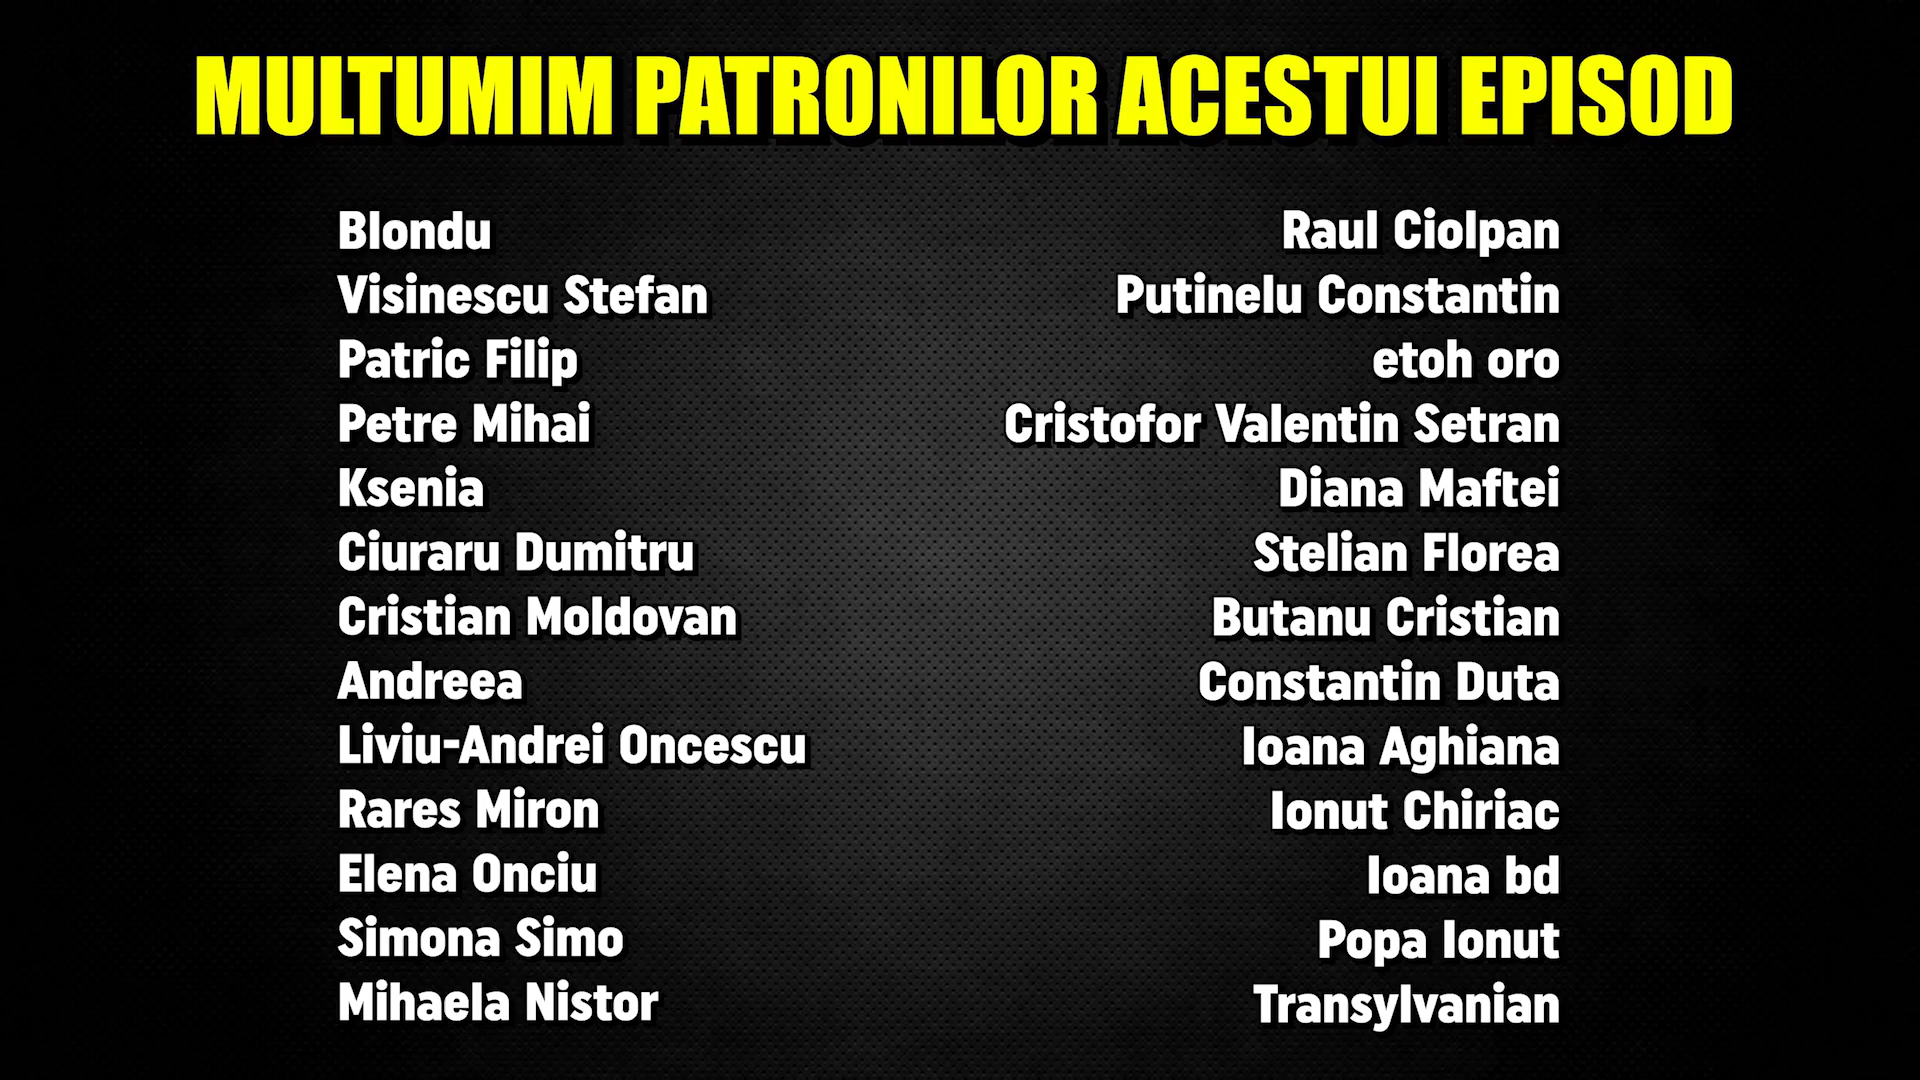 MULTUMIM PATRONILOR ACESTUI EPISOD
Blondu
Visinescu Stefan
Patric Filip
Petre Mihai
Ksenia
Ciuraru Dumitru
Cristian Moldovan
Andreea
Liviu-Andrei Oncescu
Rares Miron
Elena Onciu
Simona Simo
Mihaela Nistor
Raul Ciolpan
Putinelu Constantin
etoh oro
Cristofor Valentin Setran
Diana Maftei
Stelian Florea
Butanu Cristian
Constantin Duta
Ioana Aghiana
Ionut Chiriac
Ioana bd
Popa Ionut
Transylvanian